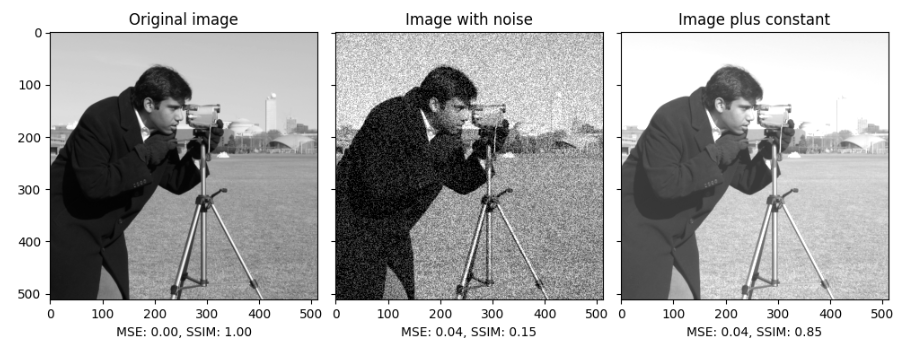 Original image
Image with noise
Image plus constant
0
100
200
300
400
500
0 100 200 300 400 500
0 100 200 300 400 500
0 100 200 300 400 500
MSE: 0.00, SSIM: 1.00
MSE: 0.04, SSIM: 0.15
MSE: 0.04, SSIM: 0.85